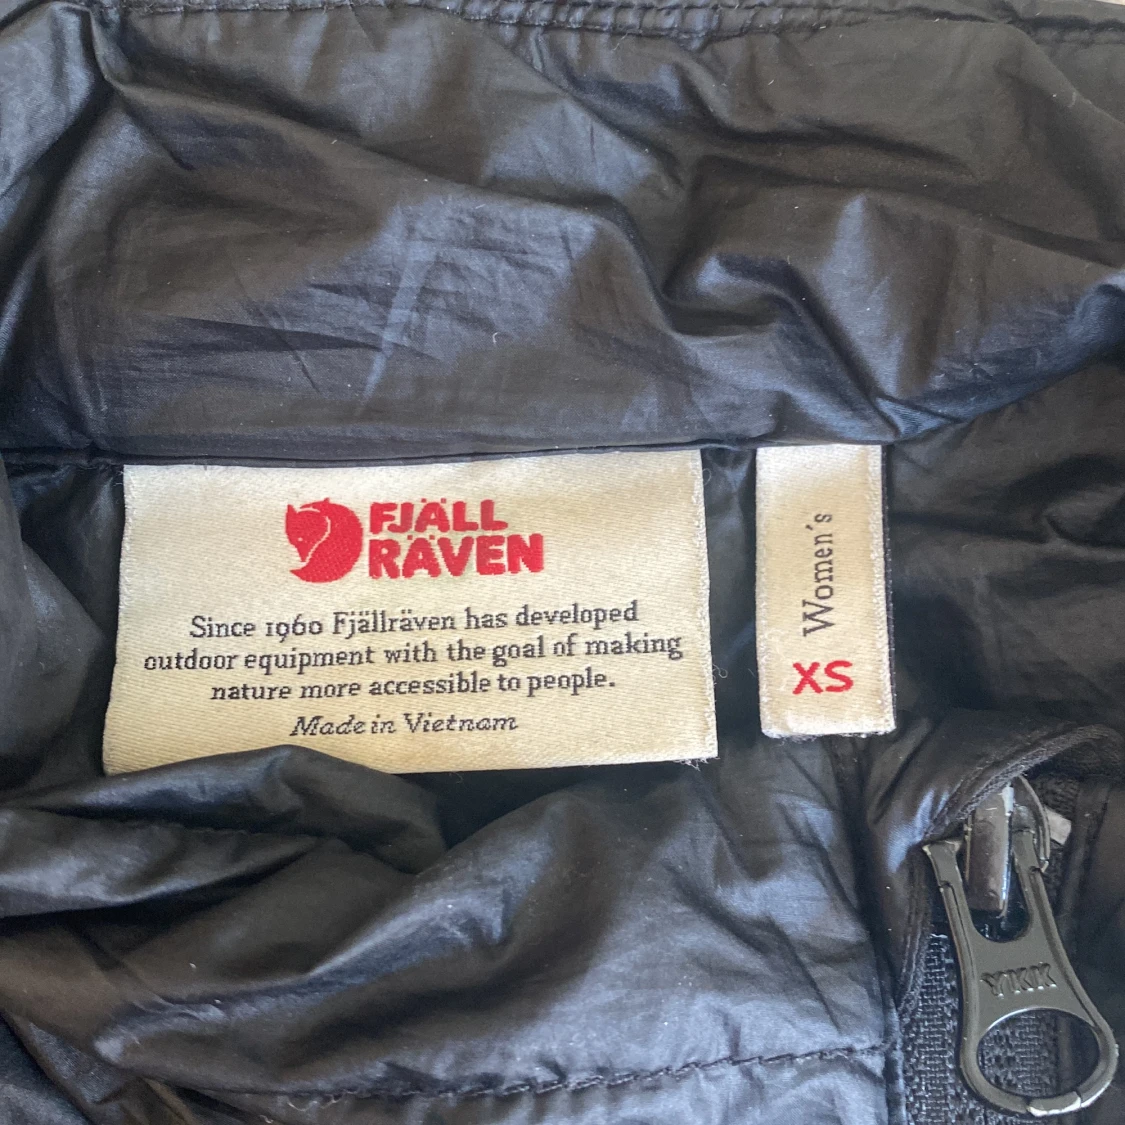 FJÄLL
RÄVEN
Since 1960 Fjällräven has developed
outdoor equipment with the goal of making
nature more accessible to people.
Made in Vietnam
Women's
XS
YKK